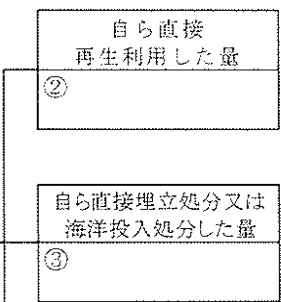 自ら直接
再生利用した量
②
自ら直接埋立処分又は
海洋投入処分した量
③